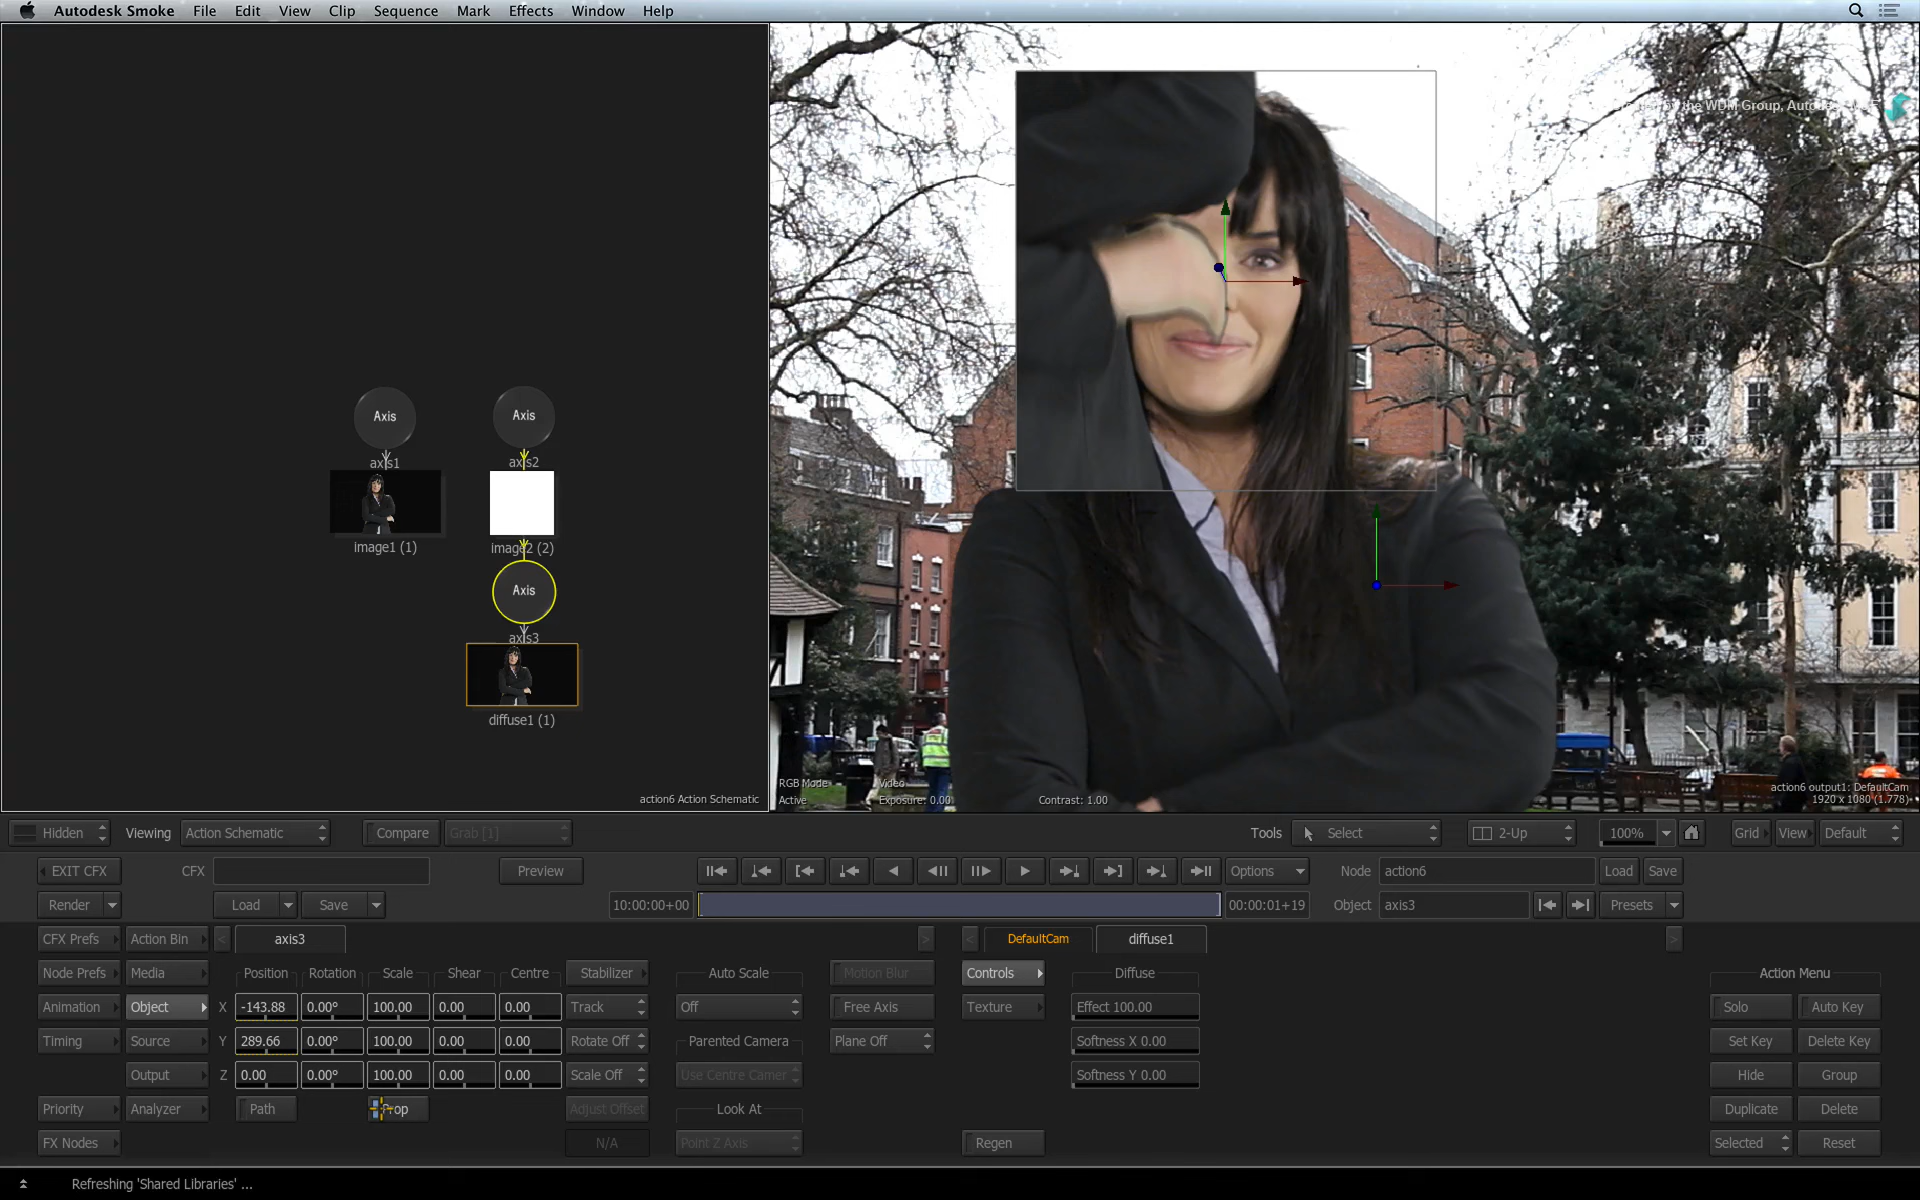 Autodesk Smoke File Edit View Clip Sequence Mark Effects Window Help
by the WDM Group,
Axis Axis
axis1 axis2
image1 (1) image2 (2)
Axis
axis3
diffuse1 (1)
action6 Action Schematic
RGB Mode Video
Active Exposure: 0.00 Contrast: 1.00
action6 output1: DefaultCam
1920 x 1080 (1.778)
Hidden Viewing Action Schematic Compare Grab [1] Tools Select 2-Up 100% Grid View Default
EXIT CFX CFX Preview Options Node action6 Load Save
Render Load Save 10:00:00+00 00:00:01+19 Object axis3 Presets
CFX Prefs Action Bin < axis3 > < DefaultCam diffuse1 >
Node Prefs Media Position Rotation Scale Shear Centre Stabilizer Auto Scale Motion Blur Controls Diffuse Action Menu
Animation Object X -143.88 0.00° 100.00 0.00 0.00 Track Off Free Axis Texture Effect 100.00 Solo Auto Key
Timing Source Y 289.66 0.00° 100.00 0.00 0.00 Rotate Off Parented Camera Plane Off Softness X 0.00 Set Key Delete Key
Output Z 0.00 0.00° 100.00 0.00 0.00 Scale Off Use Centre Camer Softness Y 0.00 Hide Group
Priority Analyzer Path Prop Adjust Offset Look At Duplicate Delete
FX Nodes N/A Point Z Axis Regen Selected Reset
Refreshing 'Shared Libraries' ...